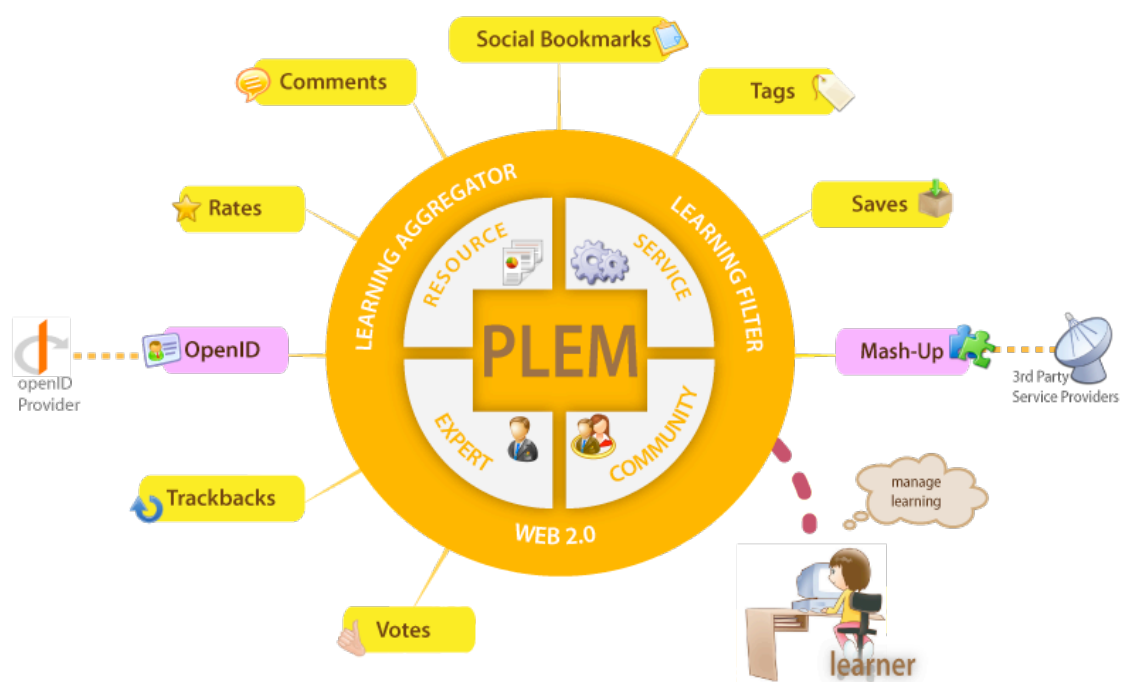 Social Bookmarks
Comments
Tags
Rates
Saves
LEARNING AGGREGATOR
LEARNING FILTER
RESOURCE
SERVICE
PLEM
OpenID
Mash-Up
openID
Provider
3rd Party
Service Providers
EXPERT
COMMUNITY
Trackbacks
WEB 2.0
manage
learning
Votes
learner